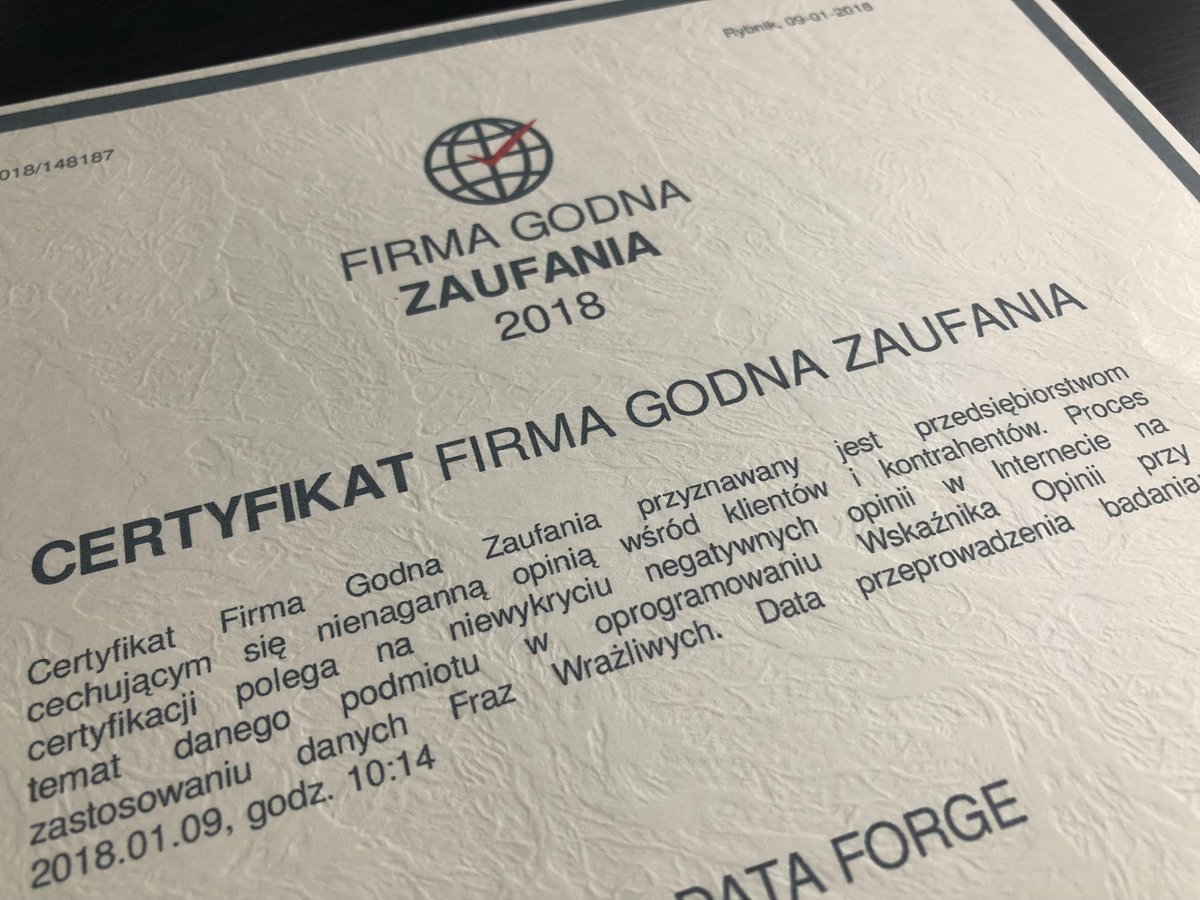 Rybnik, 09-01-2018
018/148187
FIRMA GODNA
ZAUFANIA
2018
CERTYFIKAT FIRMA GODNA ZAUFANIA
Certyfikat Firma Godna Zaufania przyznawany jest przedsiębiorstwom
cechującym się nienaganną opinią wśród klientów i kontrahentów. Proces
certyfikacji polega na niewykryciu negatywnych opinii w Internecie na
temat danego podmiotu w oprogramowaniu Wskaźnika Opinii przy
zastosowaniu danych Fraz Wrażliwych. Data przeprowadzenia badania:
2018.01.09, godz. 10:14
DATA FORGE